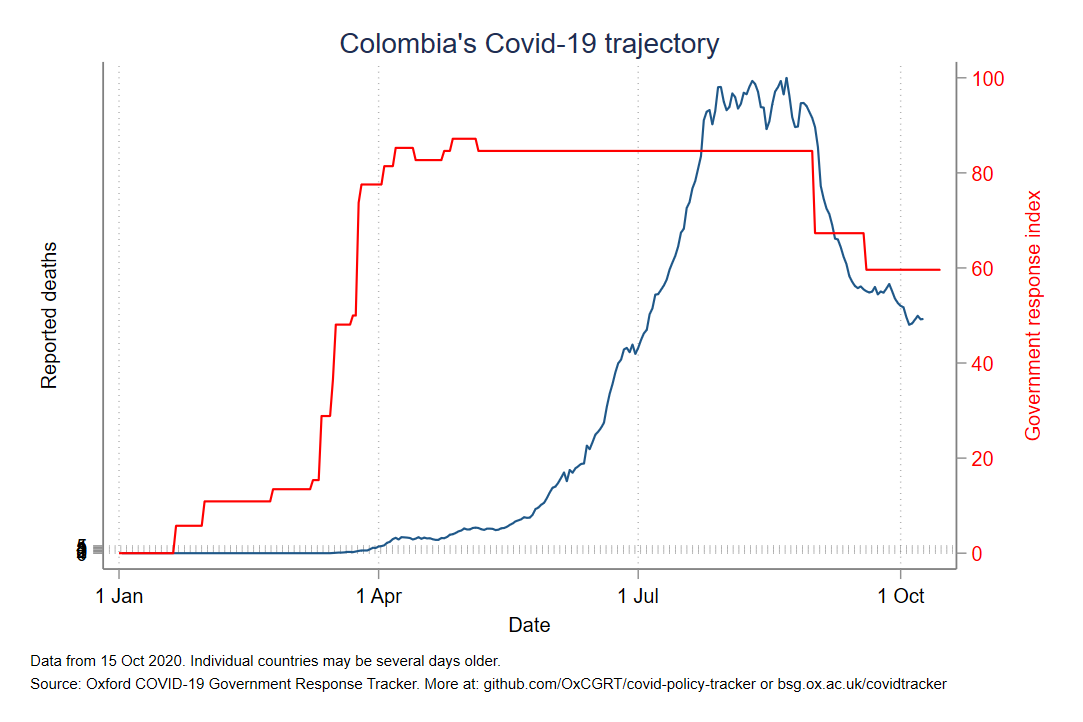 Colombia's Covid-19 trajectory
Reported deaths
Government response index
100
80
60
40
20
0
1 Jan
1 Apr
1 Jul
1 Oct
Date
Data from 15 Oct 2020. Individual countries may be several days older.
Source: Oxford COVID-19 Government Response Tracker. More at: github.com/OxCGRT/covid-policy-tracker or bsg.ox.ac.uk/covidtracker